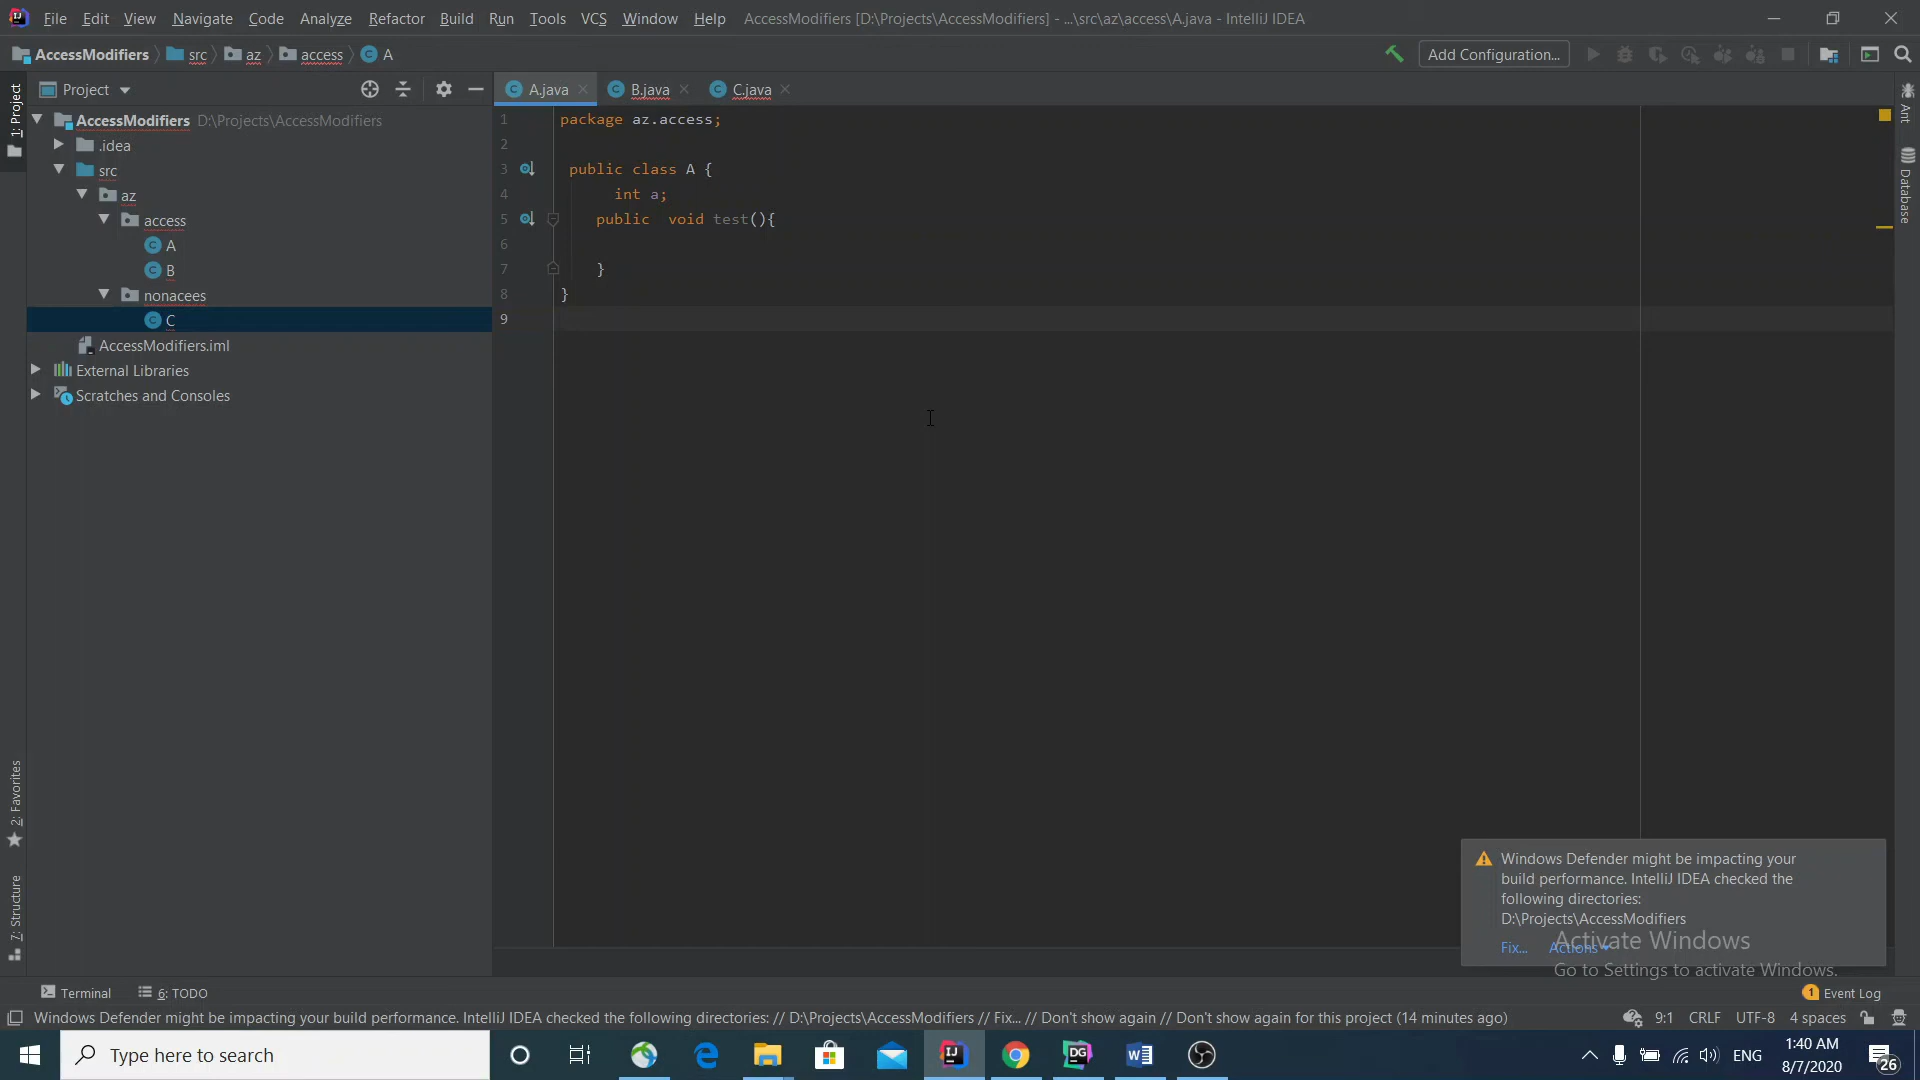 File Edit View Navigate Code Analyze Refactor Build Run Tools VCS Window Help AccessModifiers [D:\Projects\AccessModifiers] - ...\src\az\access\A.java - IntelliJ IDEA
AccessModifiers src az access A
Add Configuration...
1: Project
Project
A.java B.java C.java
AccessModifiers D:\Projects\AccessModifiers
.idea
src
az
access
A
B
nonacees
C
AccessModifiers.iml
External Libraries
Scratches and Consoles
1 package az.access;
2
3 public class A {
4 int a;
5 public void test(){
6
7 }
8 }
9
Ant
Database
2: Favorites
7: Structure
Windows Defender might be impacting your
build performance. IntelliJ IDEA checked the
following directories:
D:\Projects\AccessModifiers
Fix... Actions
Activate Windows
Go to Settings to activate Windows.
Terminal 6: TODO
1 Event Log
Windows Defender might be impacting your build performance. IntelliJ IDEA checked the following directories: // D:\Projects\AccessModifiers // Fix... // Don't show again // Don't show again for this project (14 minutes ago)
9:1 CRLF UTF-8 4 spaces
Type here to search
ENG
1:40 AM
8/7/2020
26